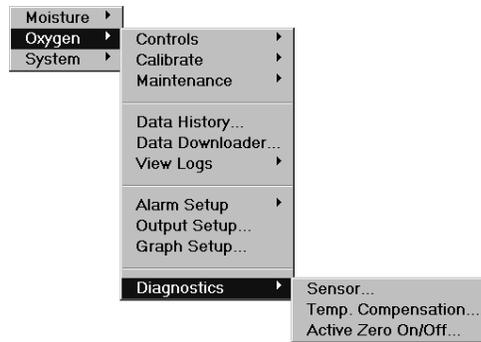 Moisture
Oxygen
System
Controls
Calibrate
Maintenance
Data History...
Data Downloader...
View Logs
Alarm Setup
Output Setup...
Graph Setup...
Diagnostics
Sensor...
Temp. Compensation...
Active Zero On/Off...